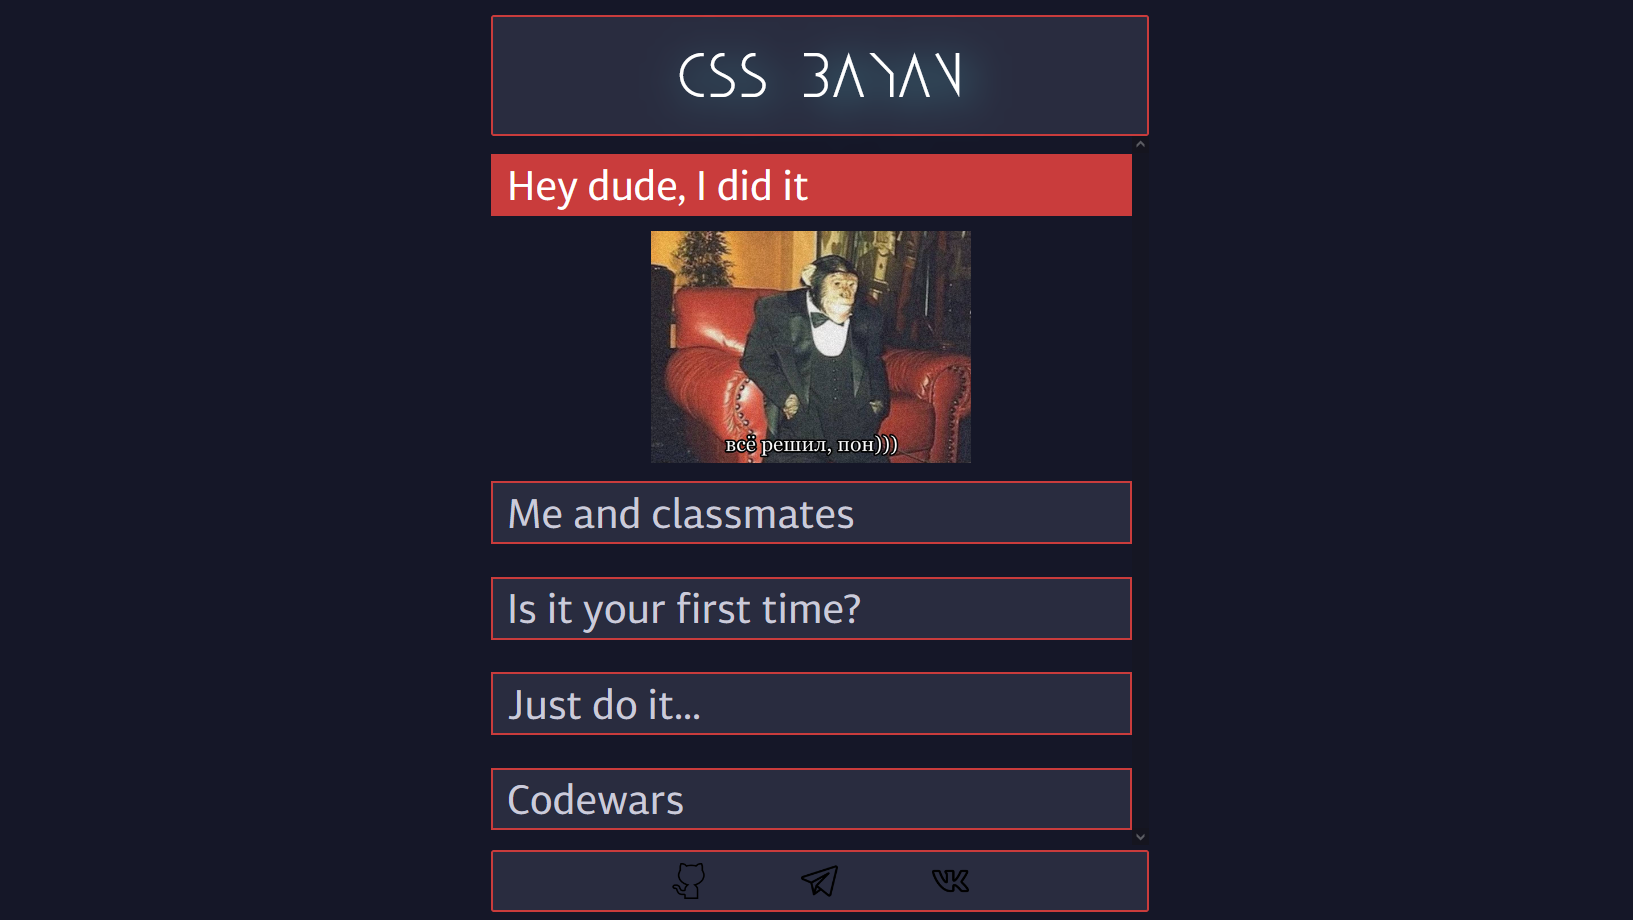 CSS BAYAN
Hey dude, I did it
всё решил, пон)))
Me and classmates
Is it your first time?
Just do it...
Codewars